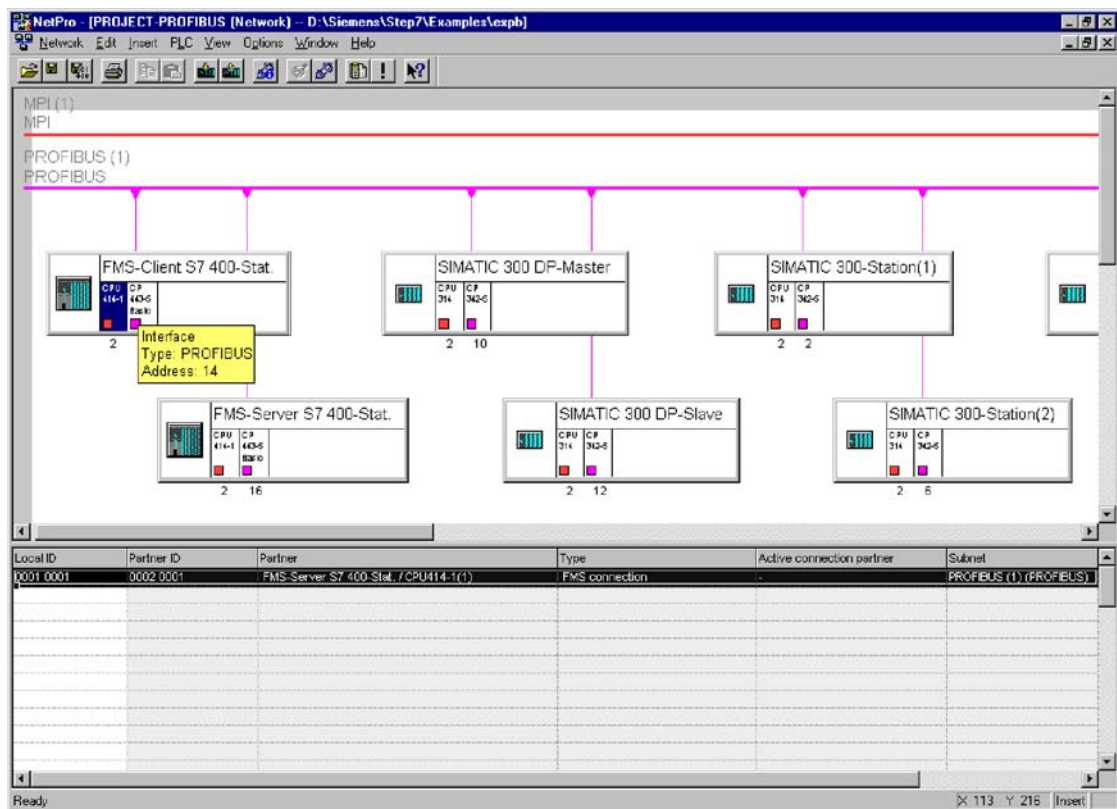 NetPro - [PROJECT-PROFIBUS (Network) -- D:\Siemens\Step7\Examples\expb]
Network Edit Insert PLC View Options Window Help
MPI (1)
MPI
PROFIBUS (1)
PROFIBUS
FMS-Client S7 400-Stat.
CPU 414-1
CP 443-5 Basic
2
Interface
Type: PROFIBUS
Address: 14
SIMATIC 300 DP-Master
CPU 314
CP 342-5
2 10
SIMATIC 300-Station(1)
CPU 314
CP 342-5
2 2
FMS-Server S7 400-Stat.
CPU 414-1
CP 443-5 Basic
2 16
SIMATIC 300 DP-Slave
CPU 314
CP 342-5
2 12
SIMATIC 300-Station(2)
CPU 314
CP 342-5
2 6
Local ID Partner ID Partner Type Active connection partner Subnet
0001 0001 0002 0001 FMS-Server S7 400-Stat. / CPU414-1(1) FMS connection - PROFIBUS (1) (PROFIBUS)
Ready X 113 Y 216 Insert